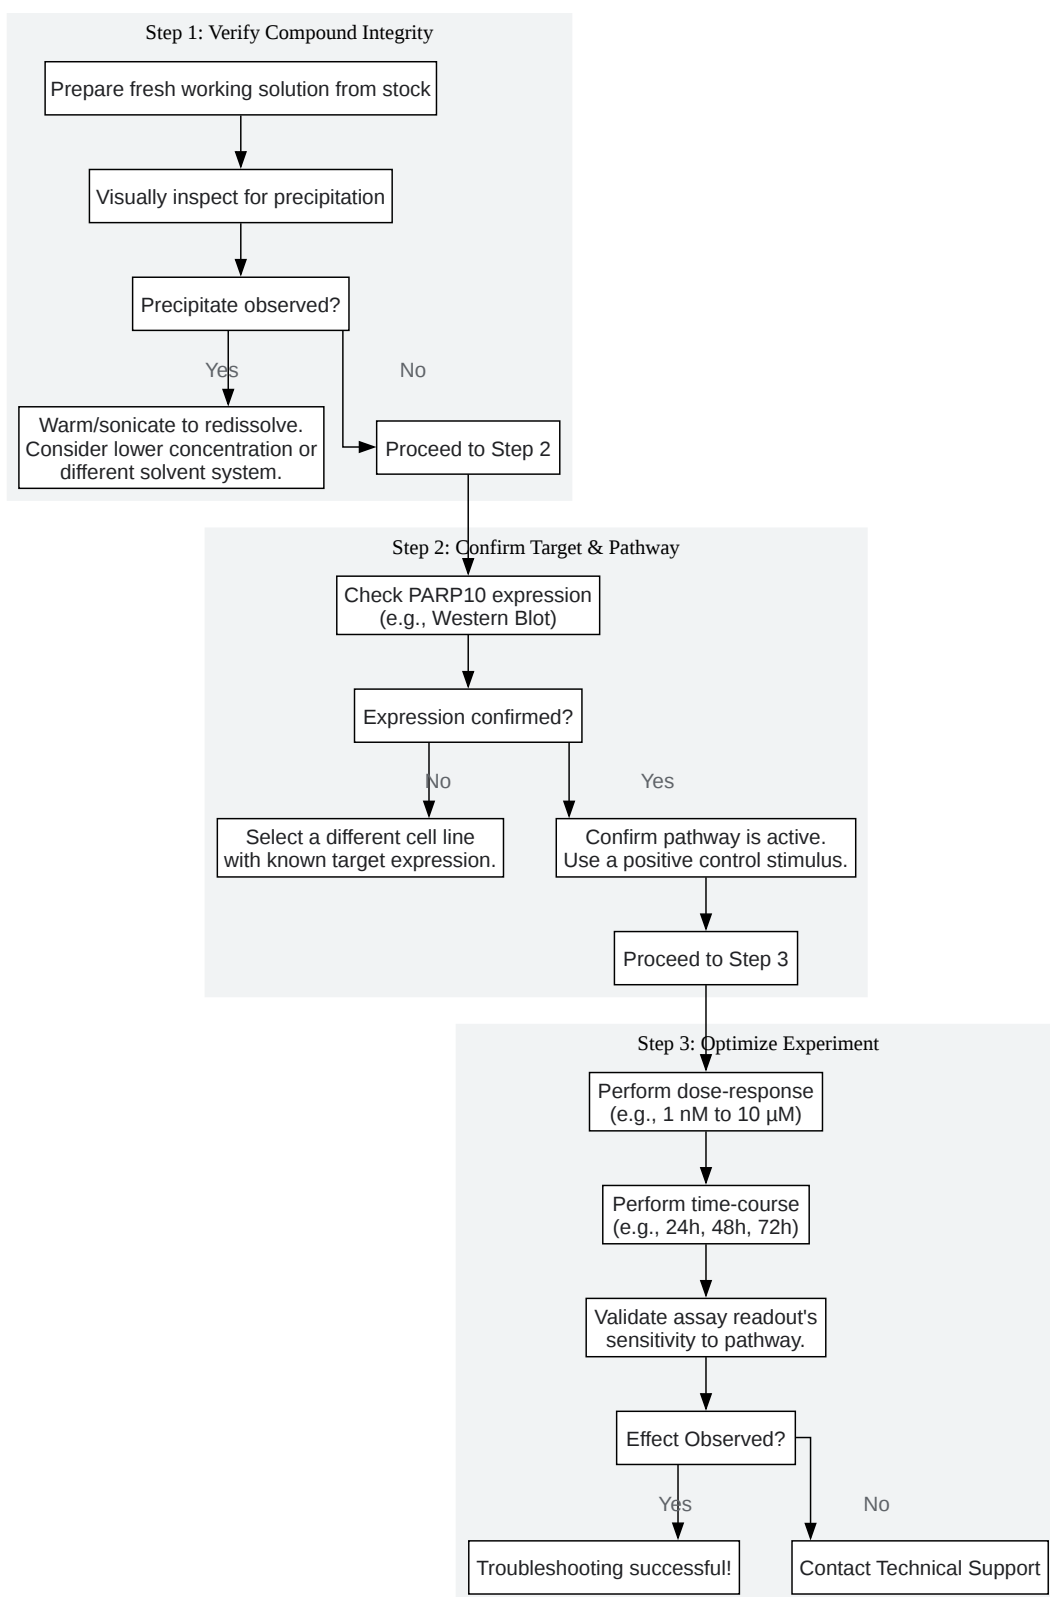 Step 1: Verify Compound Integrity
Prepare fresh working solution from stock
Visually inspect for precipitation
Precipitate observed?
Yes
No
Warm/sonicate to redissolve.
Consider lower concentration or
different solvent system.
Proceed to Step 2
Step 2: Confirm Target & Pathway
Check PARP10 expression
(e.g., Western Blot)
Expression confirmed?
No
Yes
Select a different cell line
with known target expression.
Confirm pathway is active.
Use a positive control stimulus.
Proceed to Step 3
Step 3: Optimize Experiment
Perform dose-response
(e.g., 1 nM to 10 µM)
Perform time-course
(e.g., 24h, 48h, 72h)
Validate assay readout's
sensitivity to pathway.
Effect Observed?
Yes
No
Troubleshooting successful!
Contact Technical Support